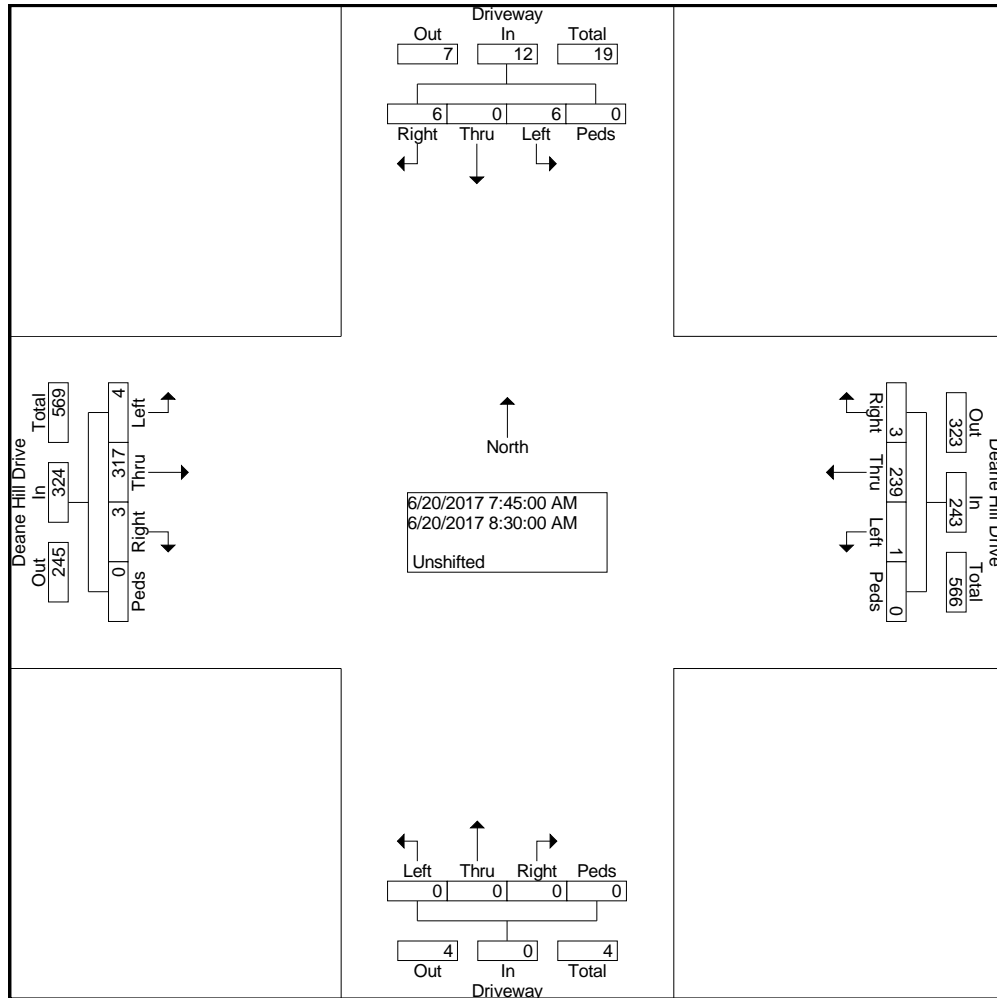 Driveway
Out In Total
7 12 19
6 0 6 0
Right Thru Left Peds
Deane Hill Drive
Total In Out
569 324 245
4 317 3 0
Left Thru Right Peds
North
6/20/2017 7:45:00 AM
6/20/2017 8:30:00 AM
Unshifted
Right Thru Left Peds
3 239 1 0
Out In Total
323 243 566
Deane Hill Drive
Left Thru Right Peds
0 0 0 0
4 0 4
Out In Total
Driveway